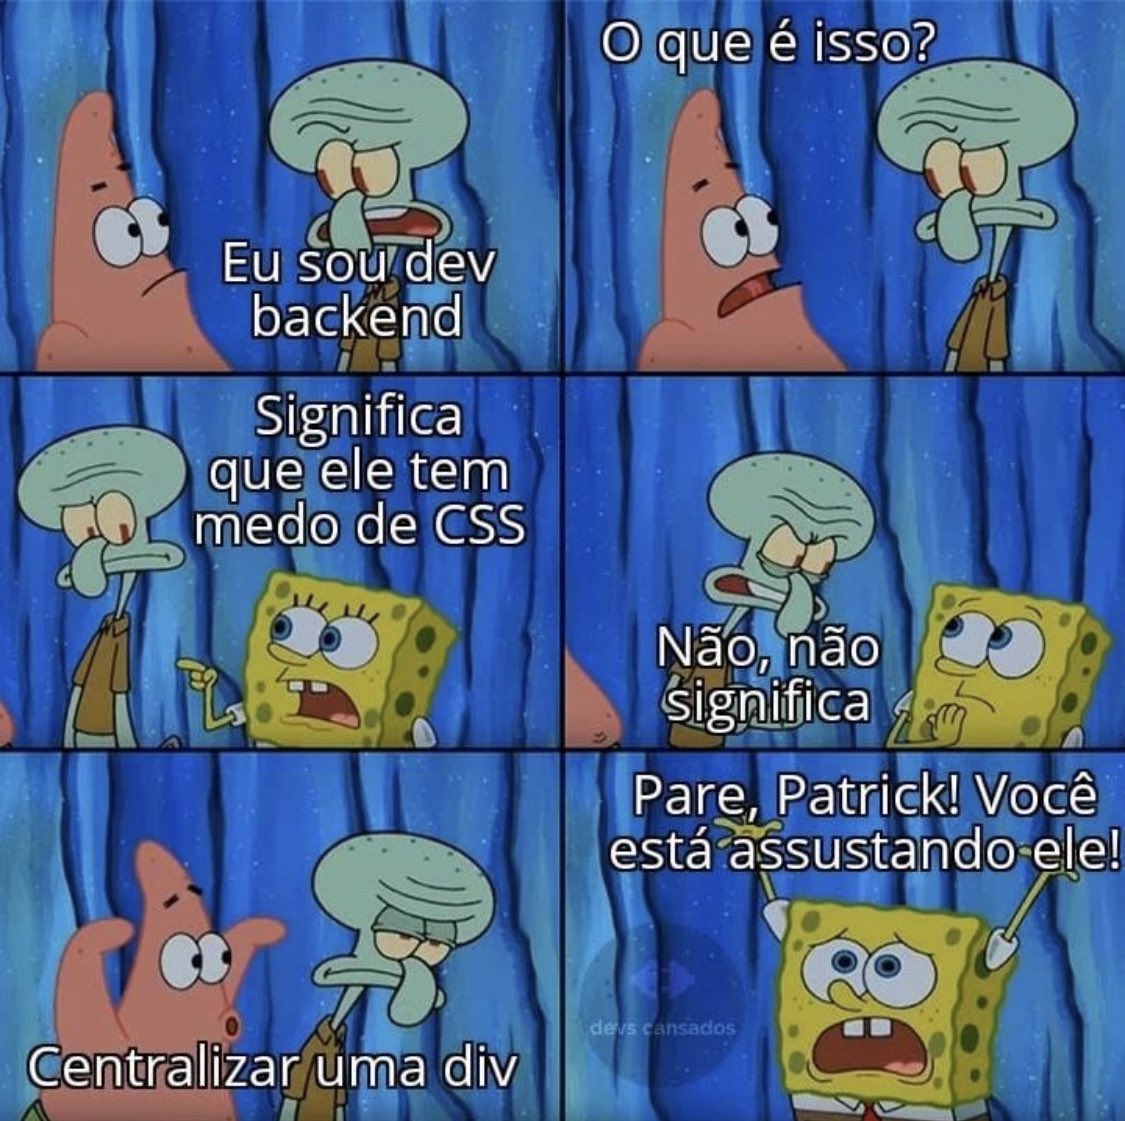 Eu sou dev
backend
O que é isso?
Significa
que ele tem
medo de CSS
Não, não
significa
Centralizar uma div
Pare, Patrick! Você
está assustando ele!
devs cansados